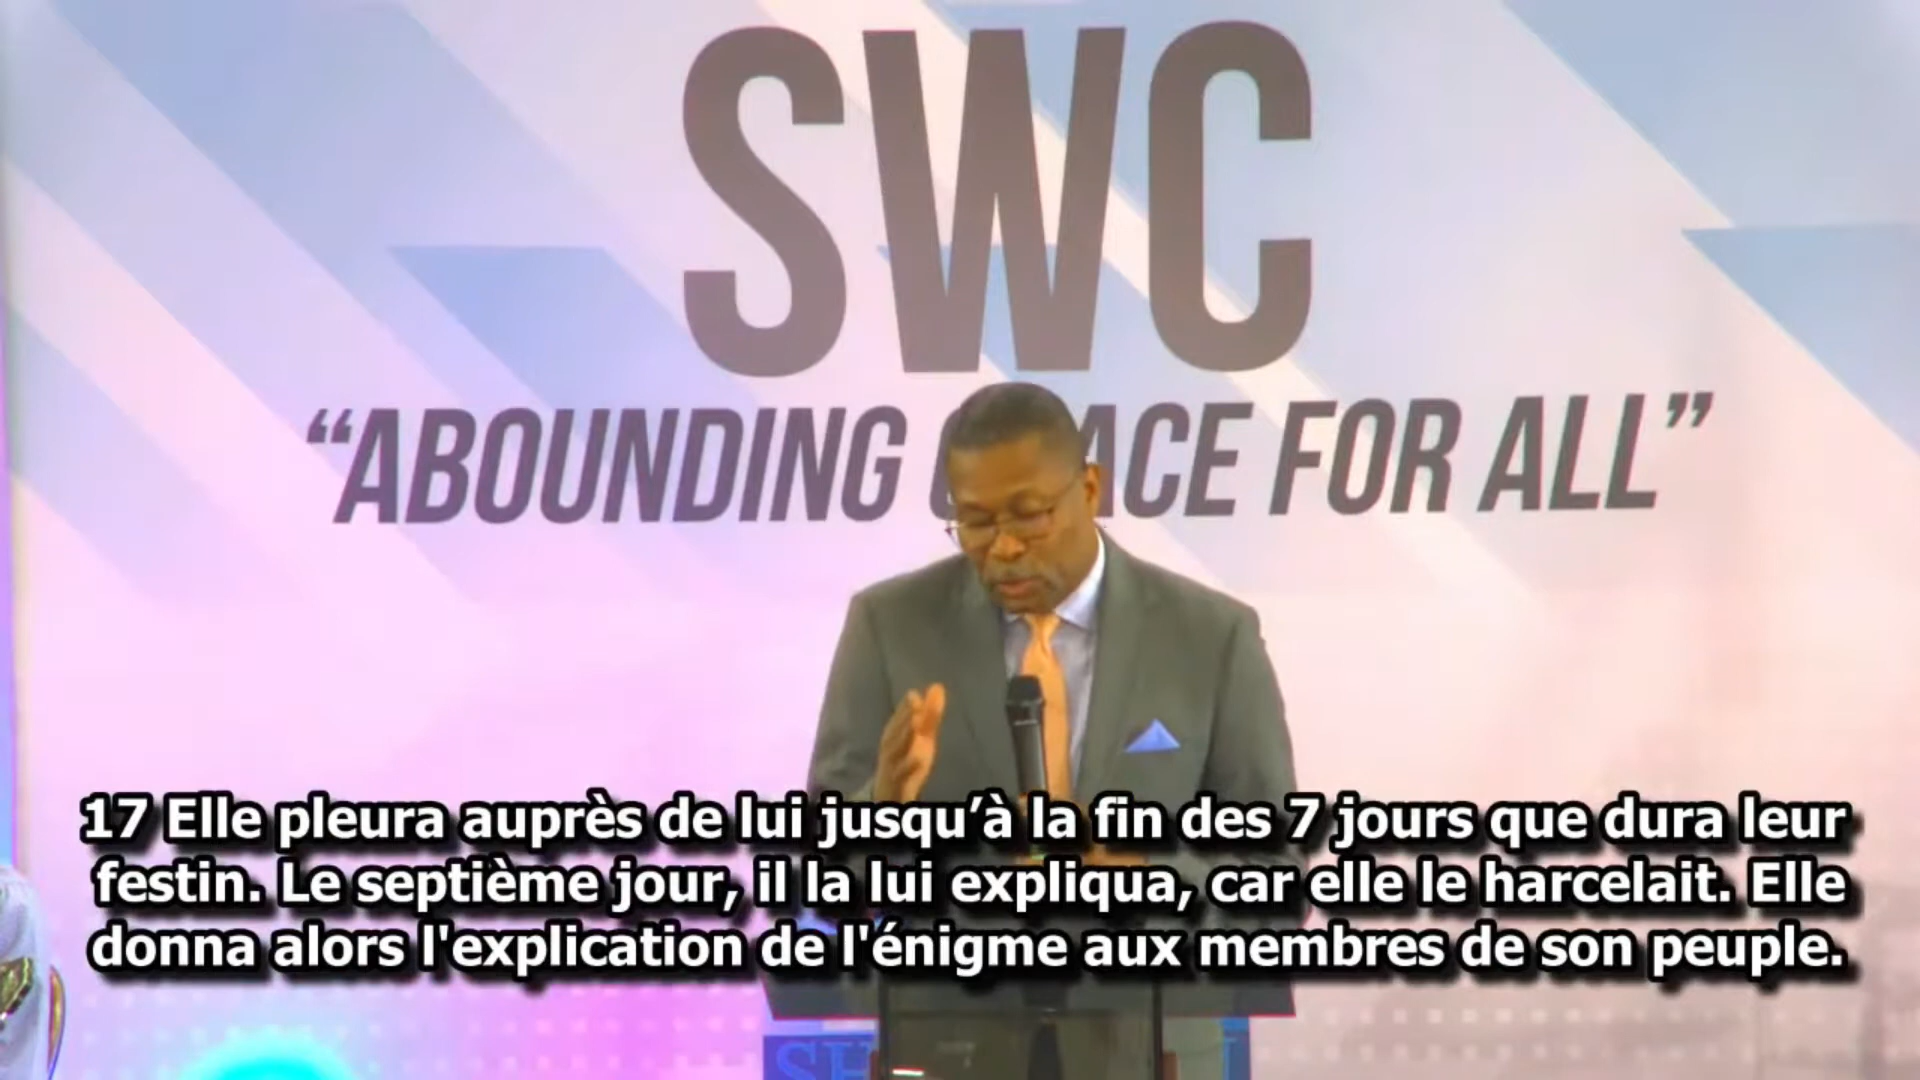 SWC
“ABOUNDING GRACE FOR ALL”
17 Elle pleura auprès de lui jusqu’à la fin des 7 jours que dura leur
festin. Le septième jour, il la lui expliqua, car elle le harcelait. Elle
donna alors l'explication de l'énigme aux membres de son peuple.